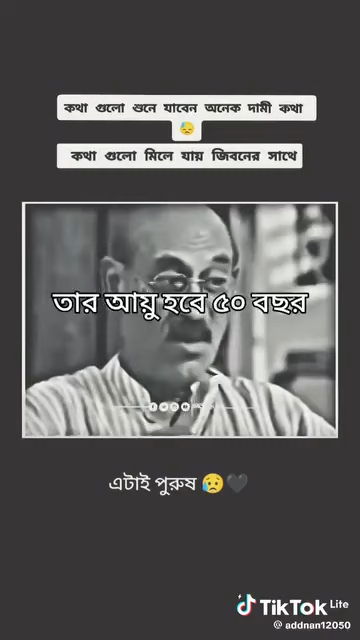 কথা গুলো শুনে যাবেন অনেক দামী কথা
😓
কথা গুলো মিলে যায় জিবনের সাথে
তার আয়ু হবে ৫০ বছর
এটাই পুরুষ 😥🖤
TikTok Lite
@ addnan12050